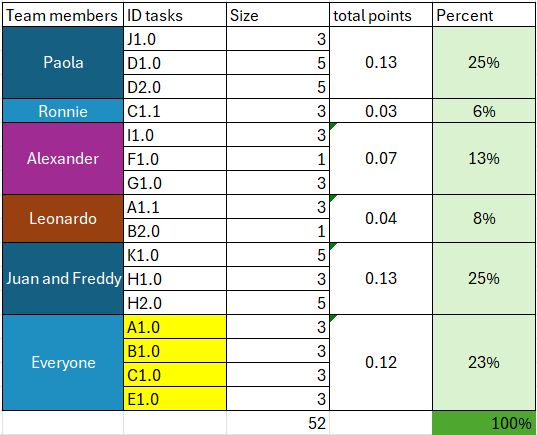 Team members ID tasks Size total points Percent
Paola J1.0 3 0.13 25%
D1.0 5
D2.0 5
Ronnie C1.1 3 0.03 6%
Alexander I1.0 3 0.07 13%
F1.0 1
G1.0 3
Leonardo A1.1 3 0.04 8%
B2.0 1
Juan and Freddy K1.0 5 0.13 25%
H1.0 3
H2.0 5
Everyone A1.0 3 0.12 23%
B1.0 3
C1.0 3
E1.0 3
52 100%